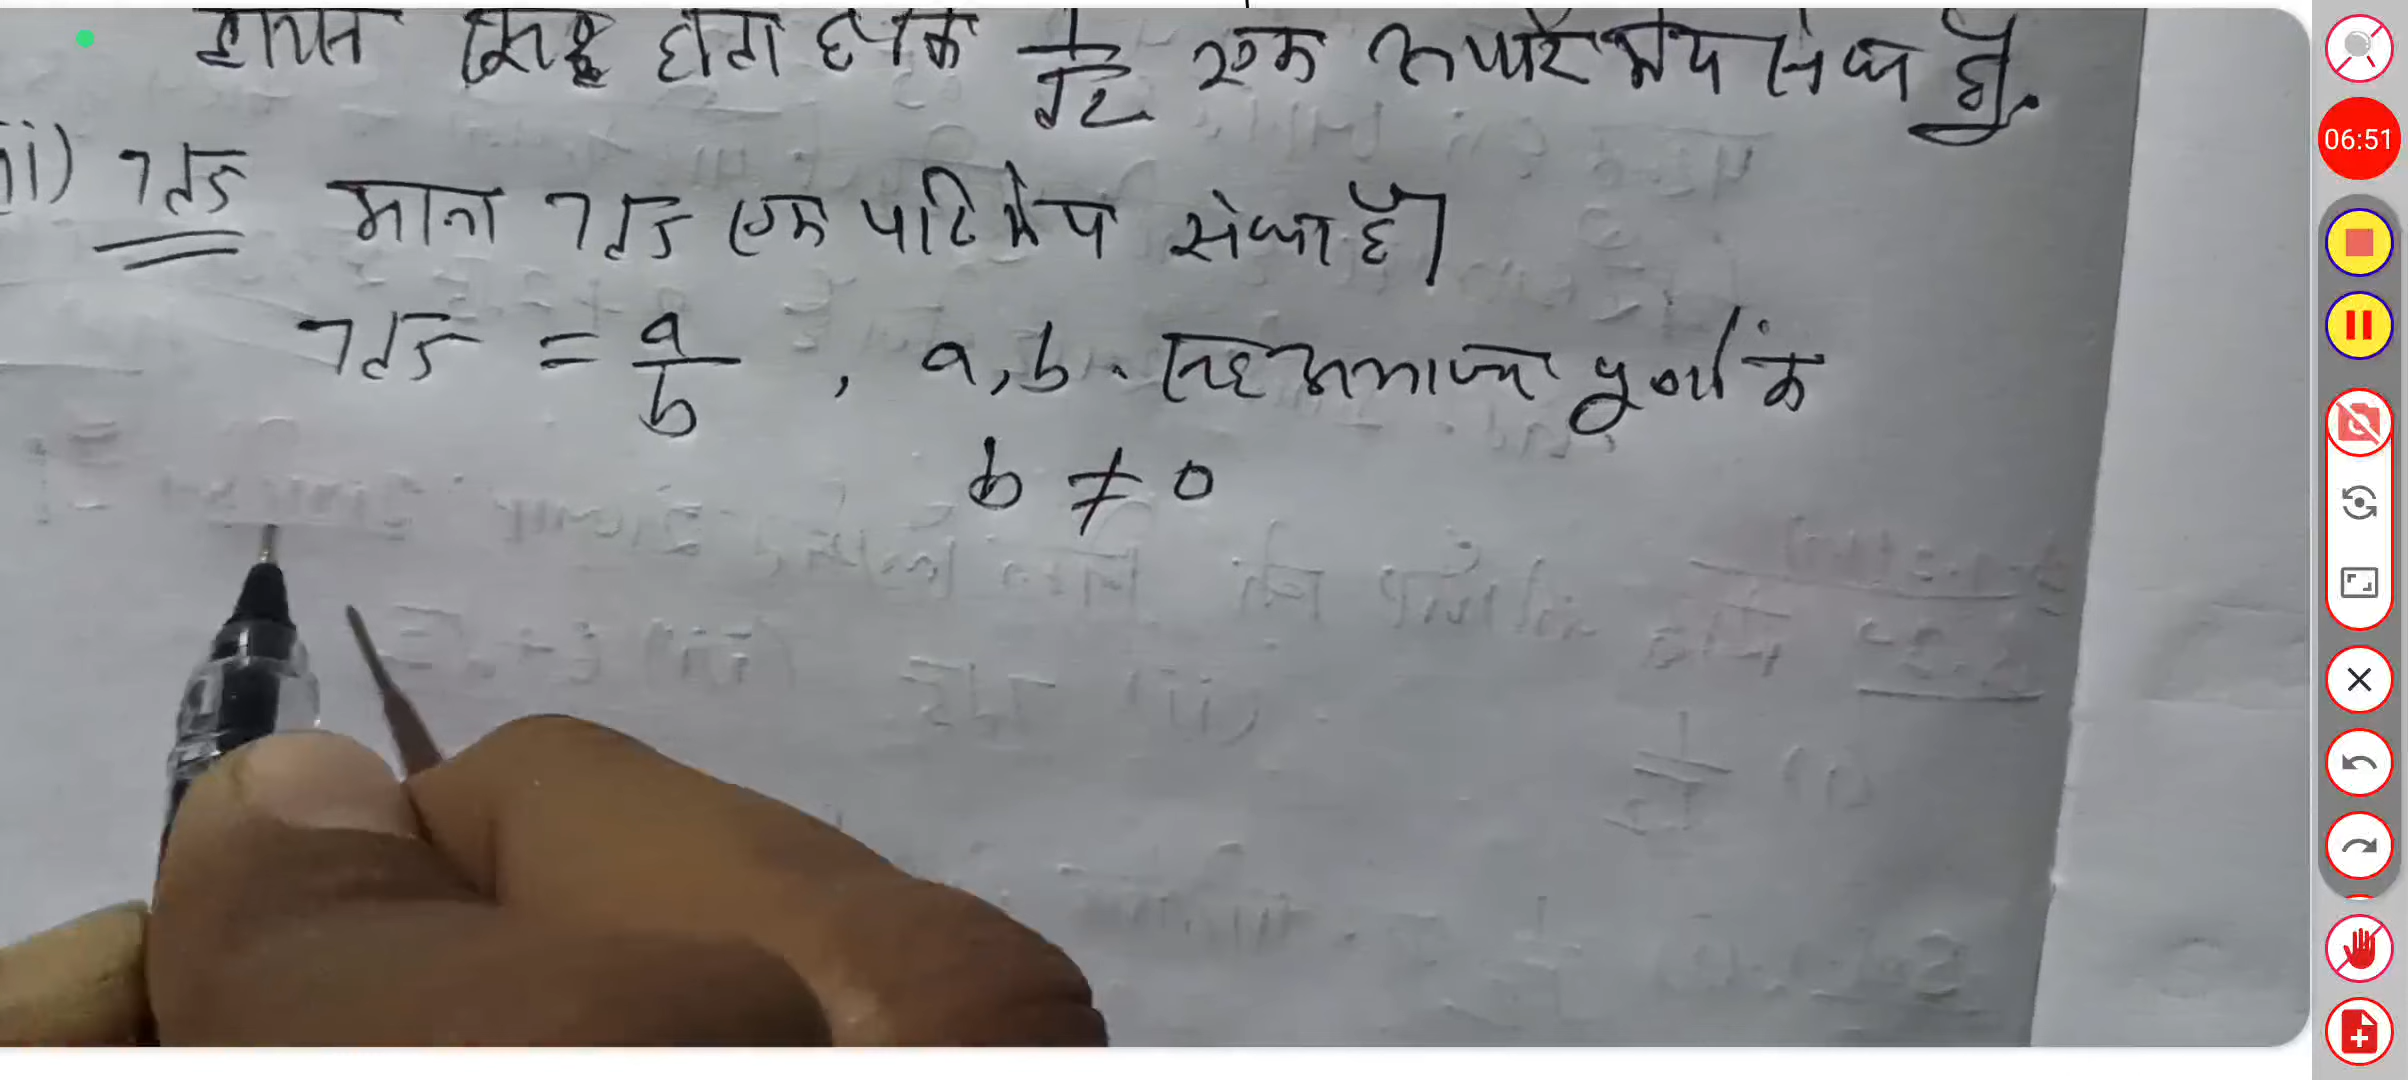 होता है कि 1/√2 एक अपरिमेय संख्या है.
ii) 7√5 माना 7√5 एक परिमेय संख्या है।
7√5 = a/b , a, b. सहअभाज्य पूर्णांक
b ≠ 0
06:51